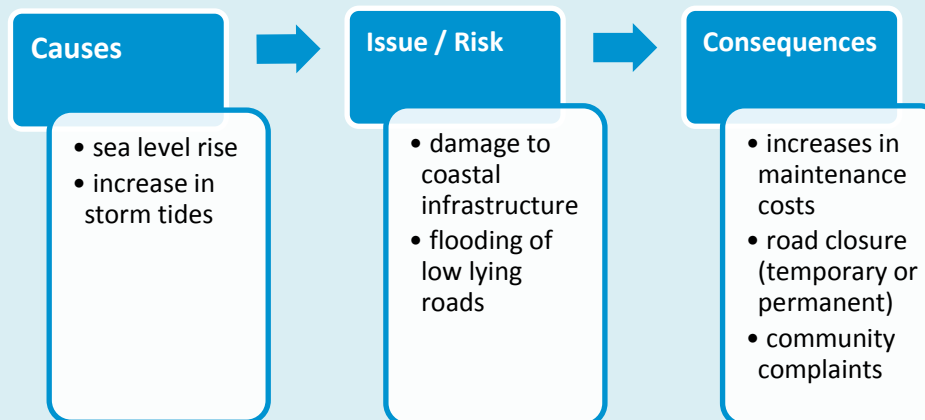 Causes
• sea level rise
• increase in
storm tides
Issue / Risk
• damage to
coastal
infrastructure
• flooding of
low lying
roads
Consequences
• increases in
maintenance
costs
• road closure
(temporary or
permanent)
• community
complaints